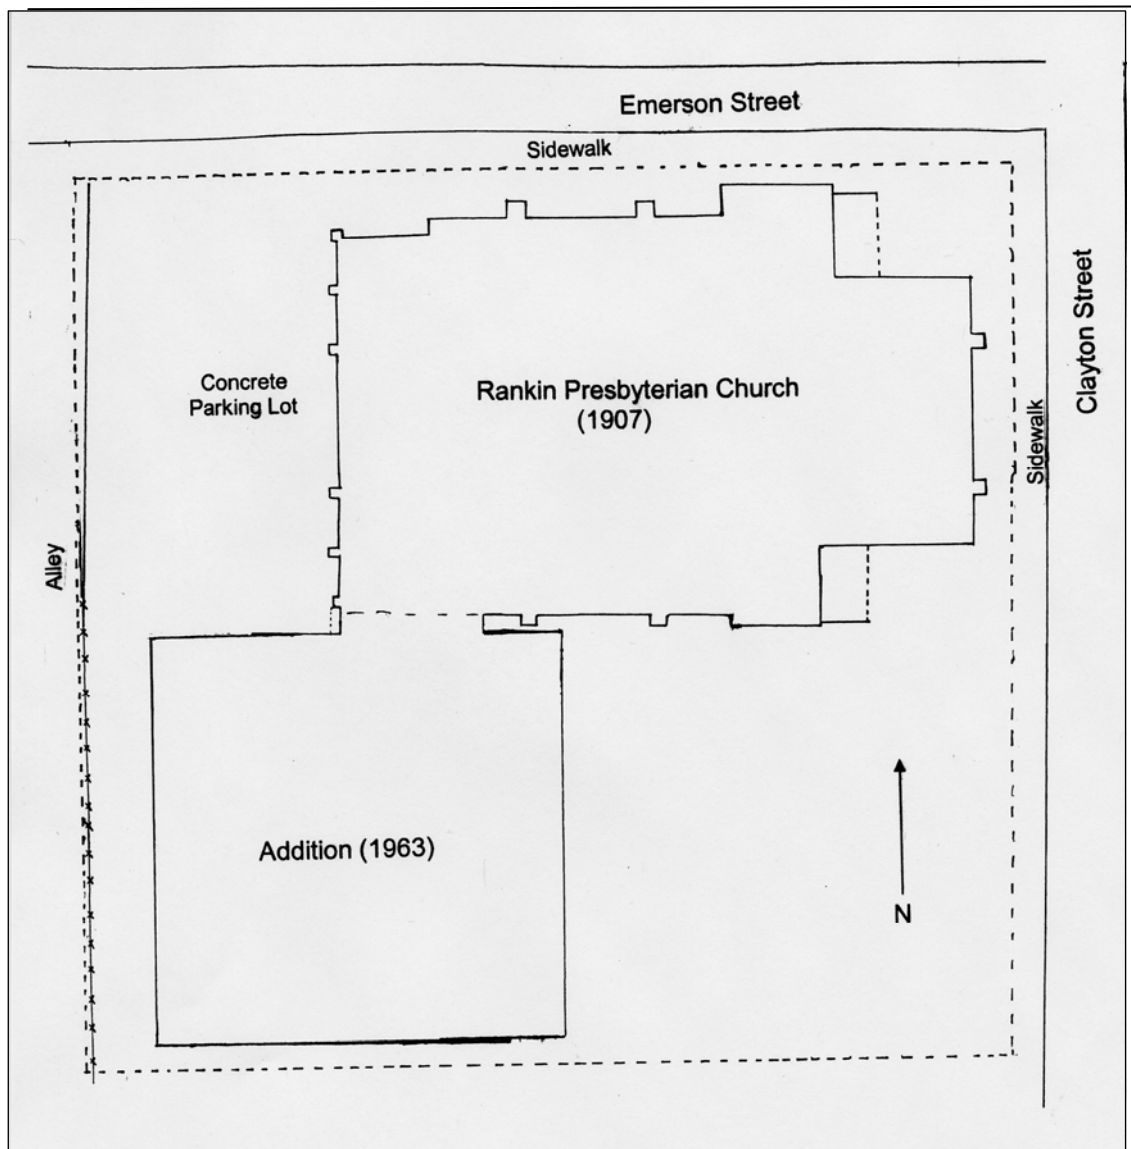 Emerson Street
Sidewalk
Clayton Street
Concrete
Parking Lot
Rankin Presbyterian Church
(1907)
Sidewalk
Alley
Addition (1963)
N